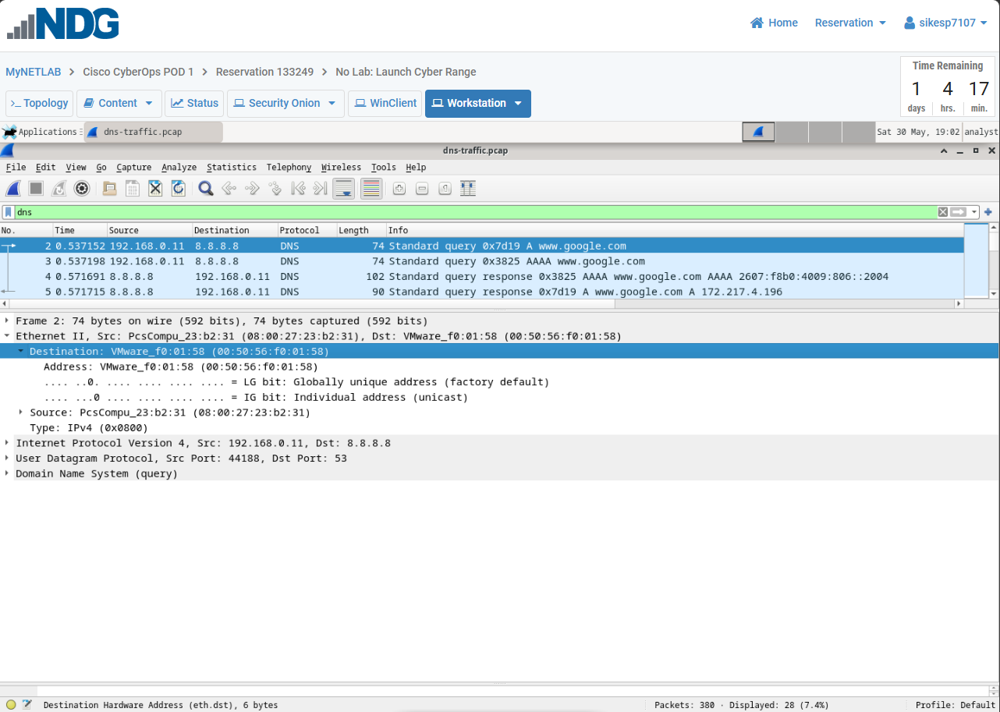 NDG
Home Reservation sikesp7107
MyNETLAB > Cisco CyberOps POD 1 > Reservation 133249 > No Lab: Launch Cyber Range
Time Remaining
1 4 17
days hrs. min.
>_ Topology Content Status Security Onion WinClient Workstation
Applications dns-traffic.pcap Sat 30 May, 19:02 analyst
dns-traffic.pcap
File Edit View Go Capture Analyze Statistics Telephony Wireless Tools Help
dns
No. Time Source Destination Protocol Length Info
2 0.537152 192.168.0.11 8.8.8.8 DNS 74 Standard query 0x7d19 A www.google.com
3 0.537198 192.168.0.11 8.8.8.8 DNS 74 Standard query 0x3825 AAAA www.google.com
4 0.571691 8.8.8.8 192.168.0.11 DNS 102 Standard query response 0x3825 AAAA www.google.com AAAA 2607:f8b0:4009:806::2004
5 0.571715 8.8.8.8 192.168.0.11 DNS 90 Standard query response 0x7d19 A www.google.com A 172.217.4.196
Frame 2: 74 bytes on wire (592 bits), 74 bytes captured (592 bits)
Ethernet II, Src: PcsCompu_23:b2:31 (08:00:27:23:b2:31), Dst: VMware_f0:01:58 (00:50:56:f0:01:58)
Destination: VMware_f0:01:58 (00:50:56:f0:01:58)
Address: VMware_f0:01:58 (00:50:56:f0:01:58)
.... ..0. .... .... .... .... = LG bit: Globally unique address (factory default)
.... ...0 .... .... .... .... = IG bit: Individual address (unicast)
Source: PcsCompu_23:b2:31 (08:00:27:23:b2:31)
Type: IPv4 (0x0800)
Internet Protocol Version 4, Src: 192.168.0.11, Dst: 8.8.8.8
User Datagram Protocol, Src Port: 44188, Dst Port: 53
Domain Name System (query)
Destination Hardware Address (eth.dst), 6 bytes Packets: 380 · Displayed: 28 (7.4%) Profile: Default